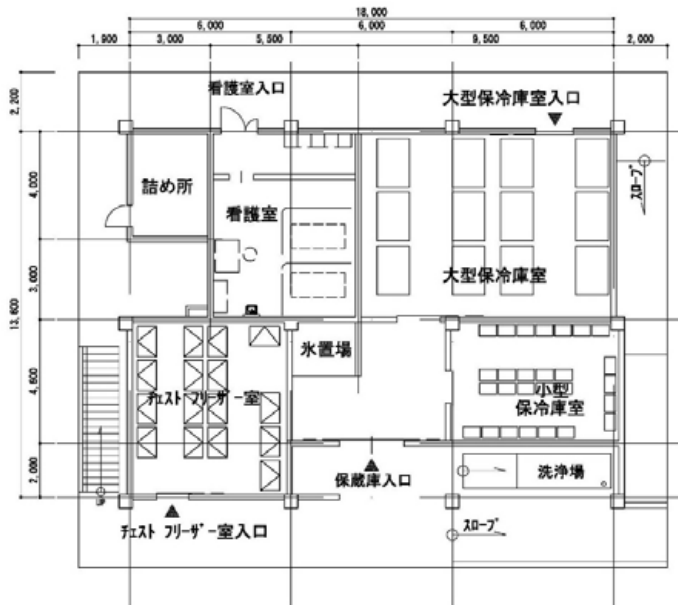 18,000
6,000
6,000
6,000
1,900
3,000
5,500
9,500
2,000
看護室入口
大型保冷庫室入口
2,200
4,000
詰め所
看護室
スロープ
大型保冷庫室
3,000
13,600
氷置場
4,600
チェスト フリーザー室
小型
保冷庫室
2,000
保蔵庫入口
洗浄場
チェスト フリーザー室入口
スロープ